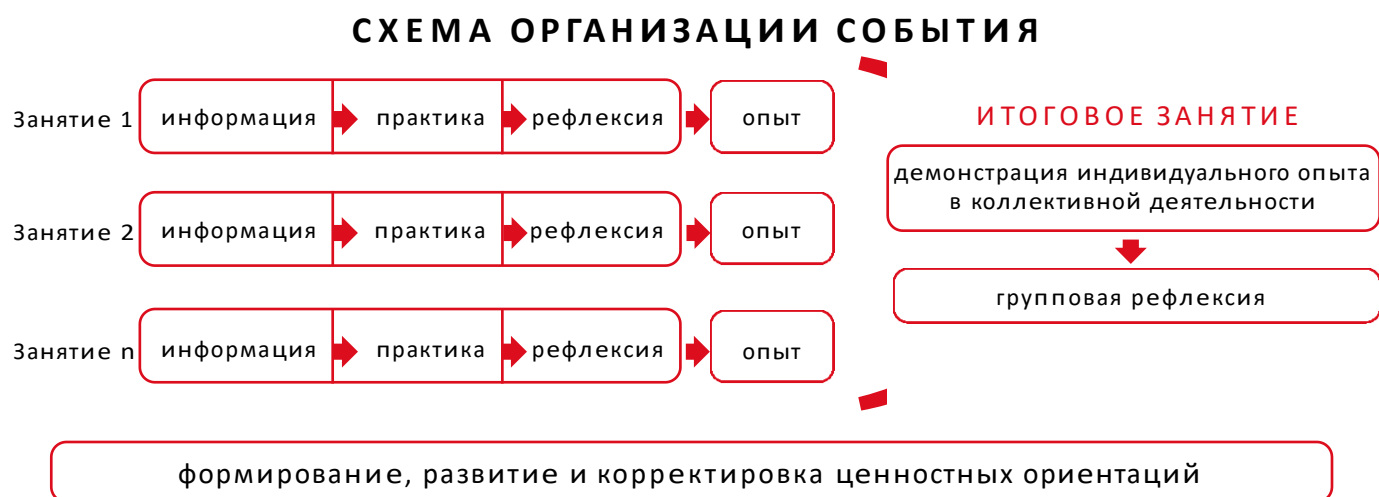 СХЕМА ОРГАНИЗАЦИИ СОБЫТИЯ
Занятие 1 информация практика рефлексия опыт
ИТОГОВОЕ ЗАНЯТИЕ
демонстрация индивидуального опыта
в коллективной деятельности
Занятие 2 информация практика рефлексия опыт
групповая рефлексия
Занятие n информация практика рефлексия опыт
формирование, развитие и корректировка ценностных ориентаций